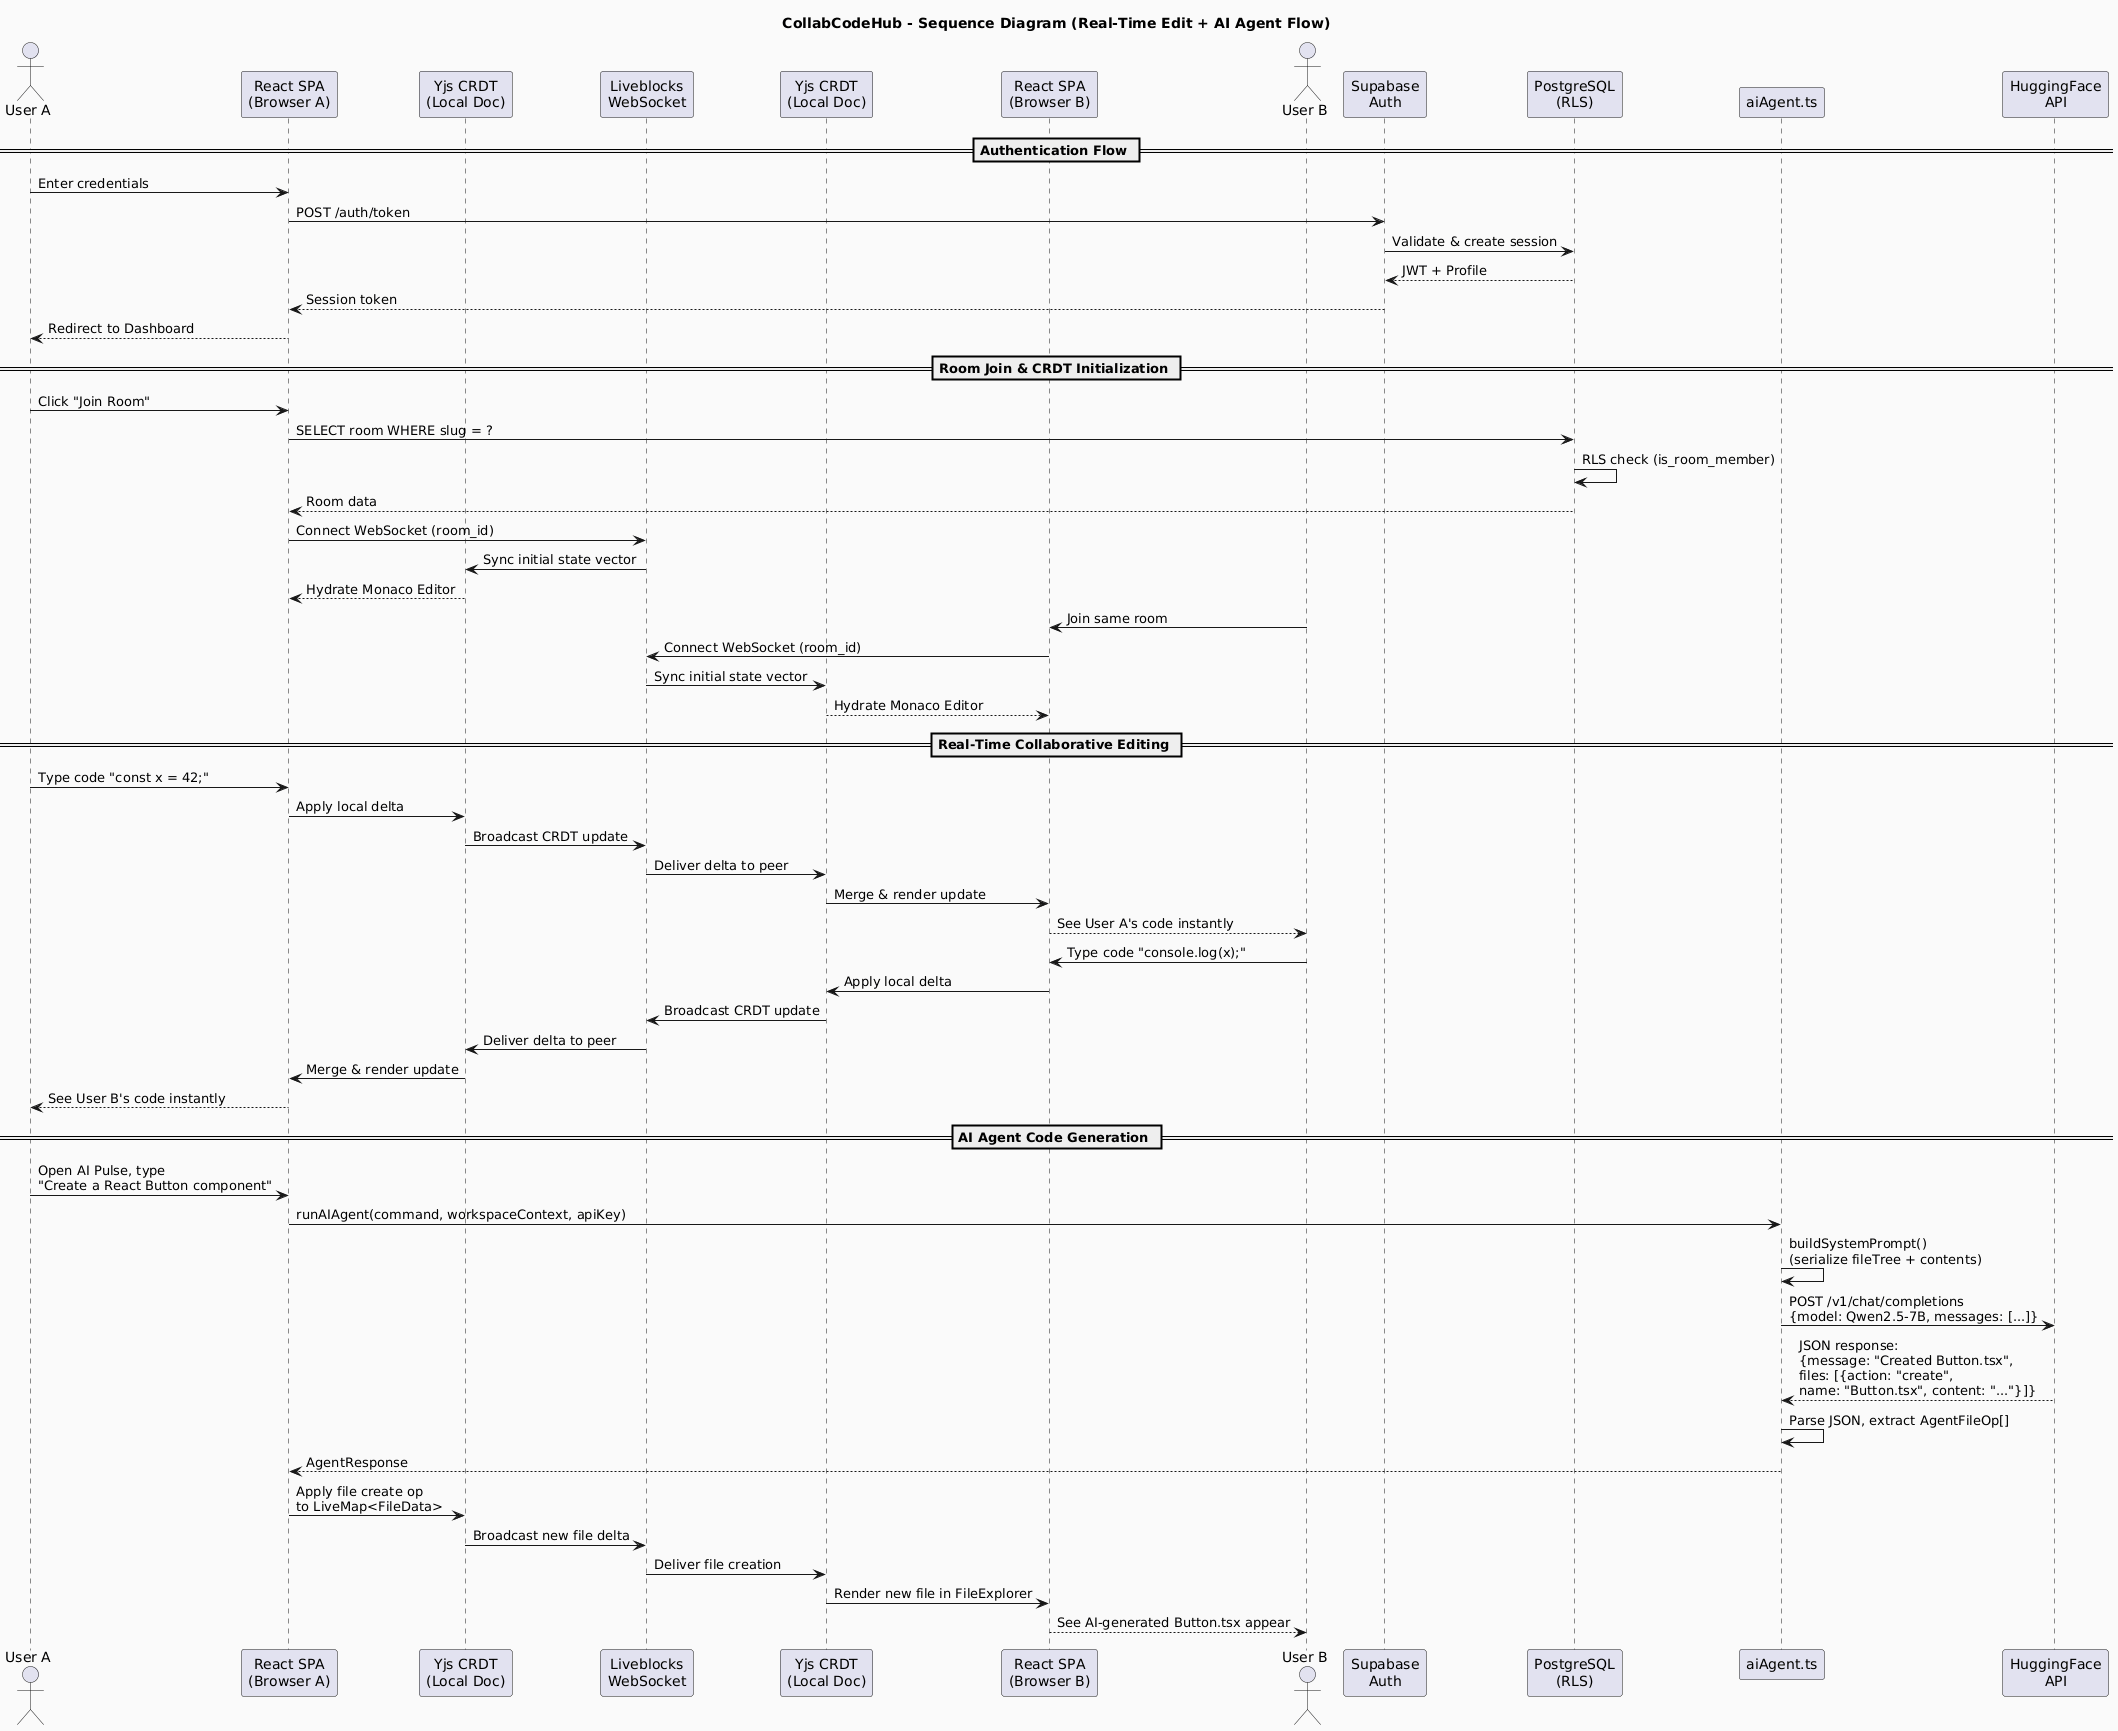 CollabCodeHub - Sequence Diagram (Real-Time Edit + AI Agent Flow)
User A
React SPA
(Browser A)
Yjs CRDT
(Local Doc)
Liveblocks
WebSocket
Yjs CRDT
(Local Doc)
React SPA
(Browser B)
User B
Supabase
Auth
PostgreSQL
(RLS)
aiAgent.ts
HuggingFace
API
Authentication Flow
Enter credentials
POST /auth/token
Validate & create session
JWT + Profile
Session token
Redirect to Dashboard
Room Join & CRDT Initialization
Click "Join Room"
SELECT room WHERE slug = ?
RLS check (is_room_member)
Room data
Connect WebSocket (room_id)
Sync initial state vector
Hydrate Monaco Editor
Join same room
Connect WebSocket (room_id)
Sync initial state vector
Hydrate Monaco Editor
Real-Time Collaborative Editing
Type code "const x = 42;"
Apply local delta
Broadcast CRDT update
Deliver delta to peer
Merge & render update
See User A's code instantly
Type code "console.log(x);"
Apply local delta
Broadcast CRDT update
Deliver delta to peer
Merge & render update
See User B's code instantly
AI Agent Code Generation
Open AI Pulse, type
"Create a React Button component"
runAIAgent(command, workspaceContext, apiKey)
buildSystemPrompt()
(serialize fileTree + contents)
POST /v1/chat/completions
{model: Qwen2.5-7B, messages: [...]}
JSON response:
{message: "Created Button.tsx",
files: [{action: "create",
name: "Button.tsx", content: "..."}]}
Parse JSON, extract AgentFileOp[]
AgentResponse
Apply file create op
to LiveMap<FileData>
Broadcast new file delta
Deliver file creation
Render new file in FileExplorer
See AI-generated Button.tsx appear
User A
React SPA
(Browser A)
Yjs CRDT
(Local Doc)
Liveblocks
WebSocket
Yjs CRDT
(Local Doc)
React SPA
(Browser B)
User B
Supabase
Auth
PostgreSQL
(RLS)
aiAgent.ts
HuggingFace
API